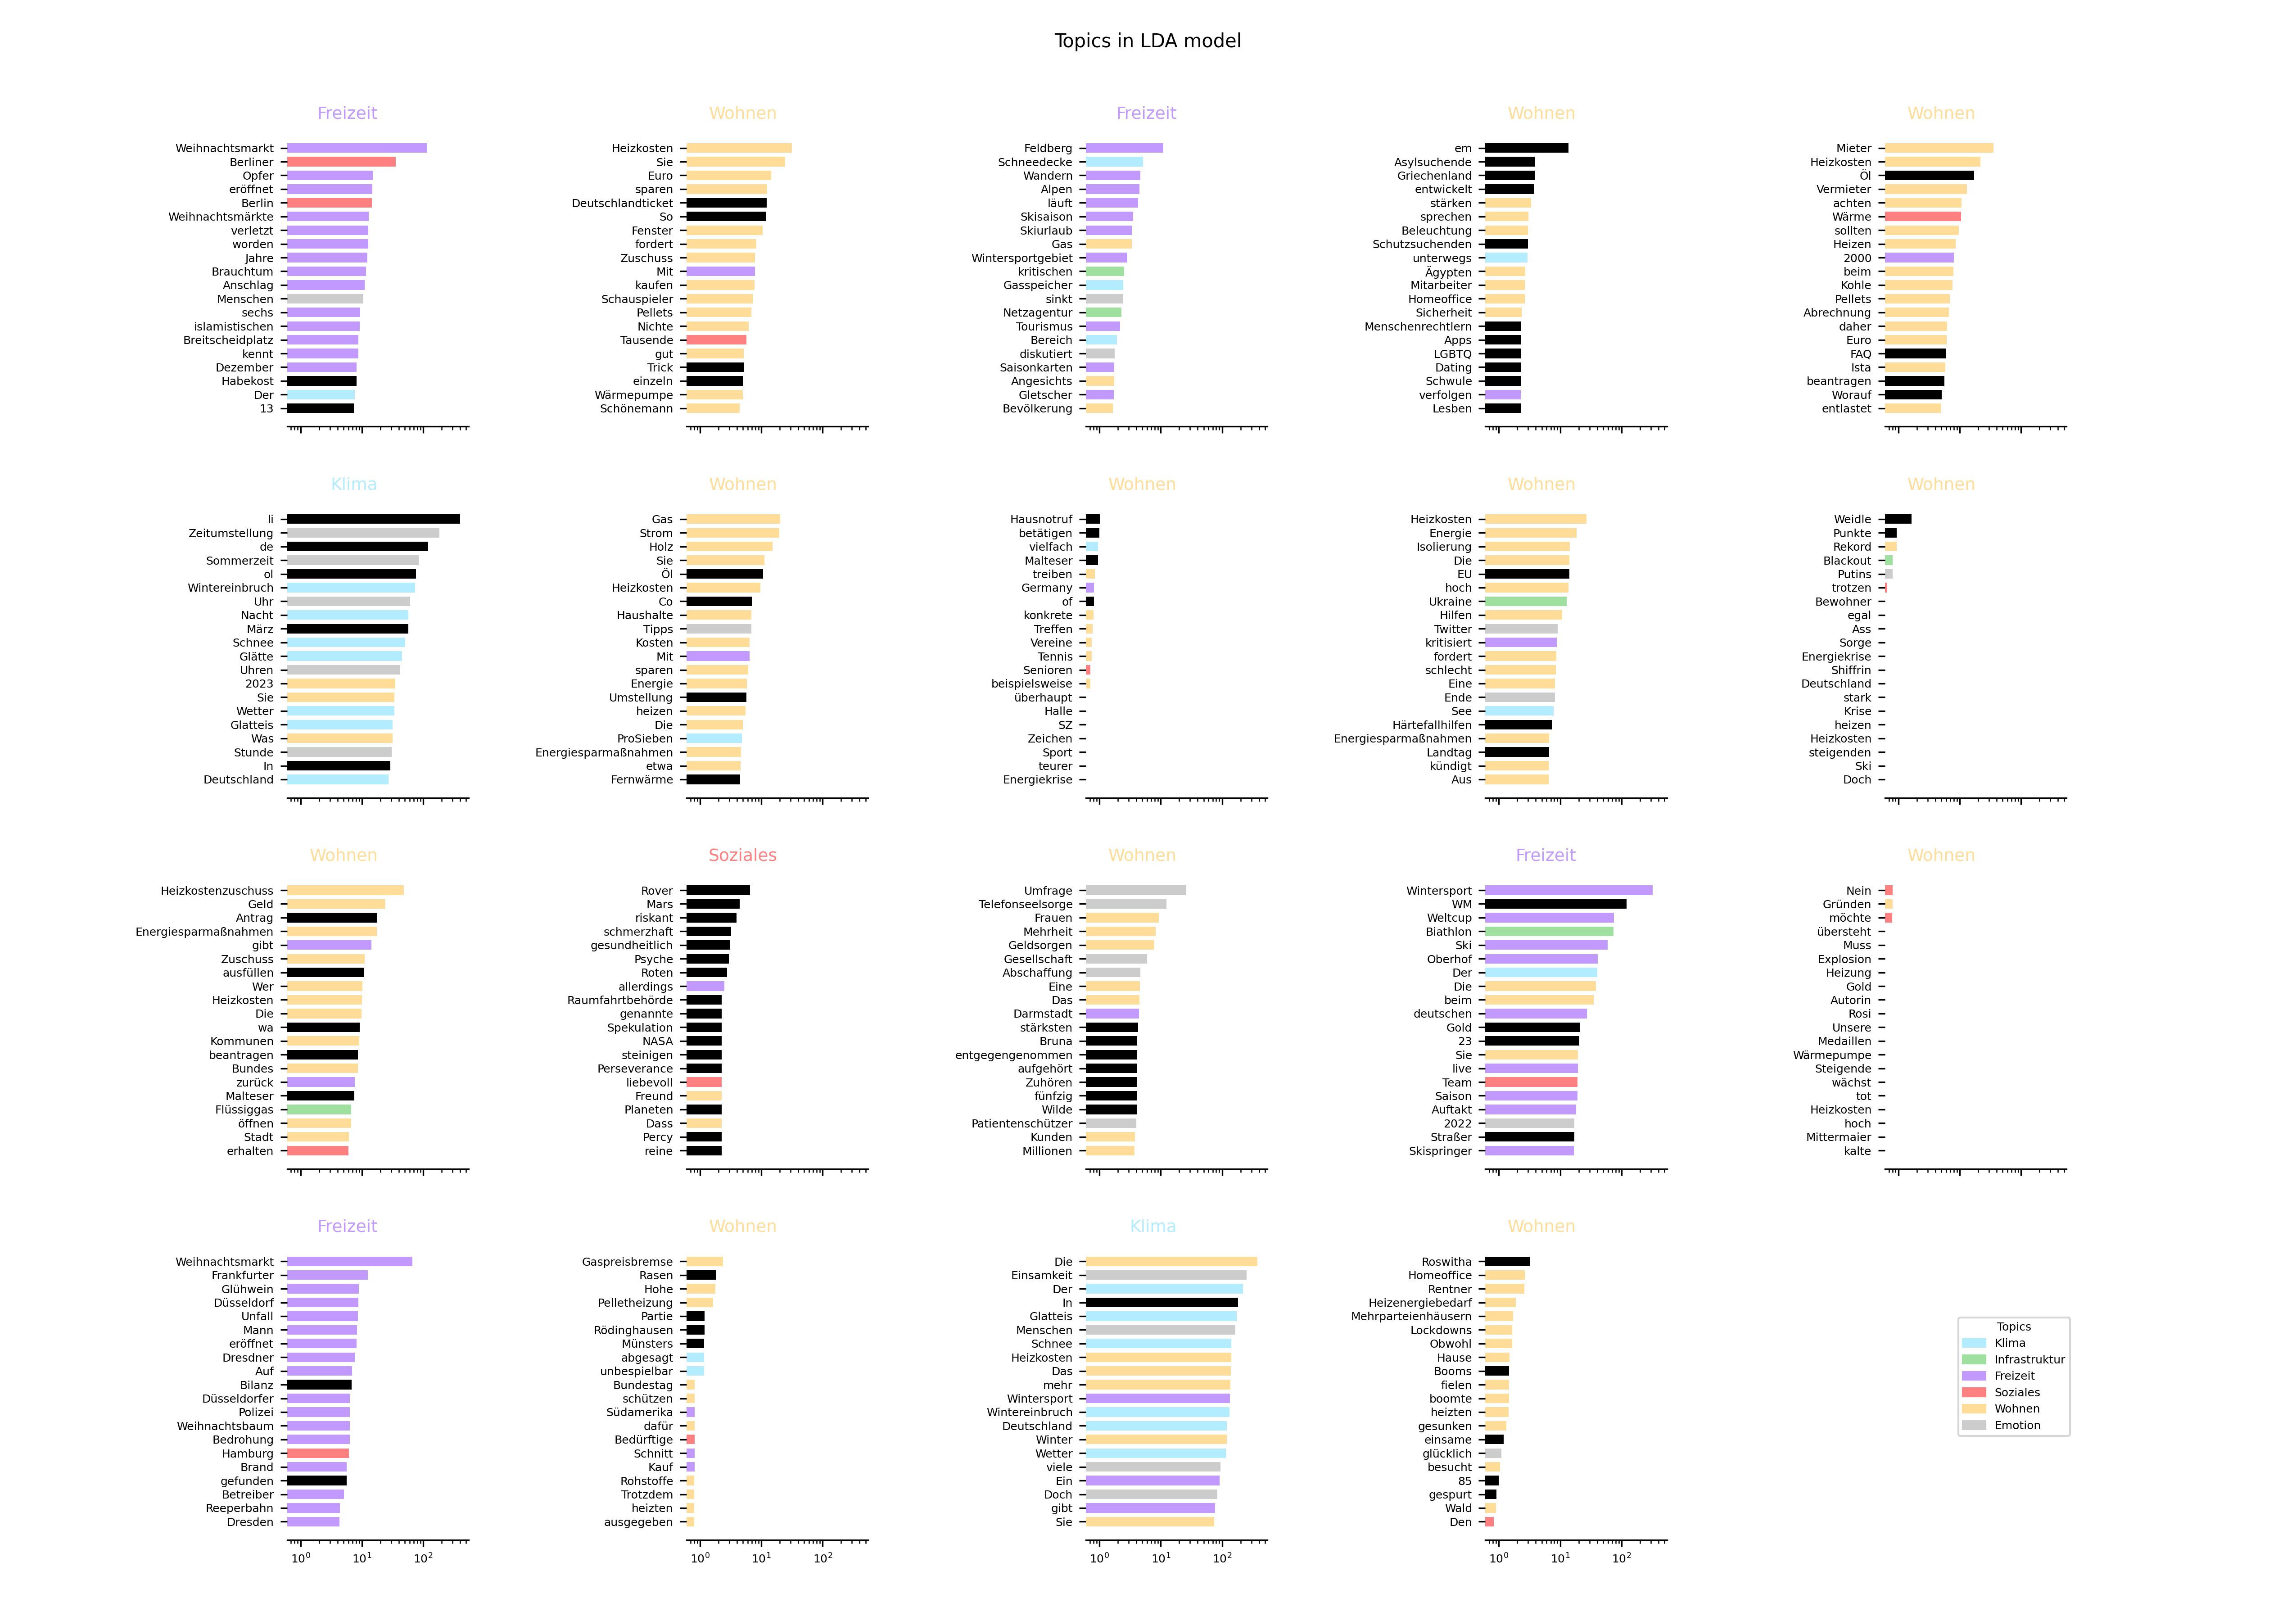 Topics in LDA model
Freizeit
Weihnachtsmarkt
Berliner
Opfer
eröffnet
Berlin
Weihnachtsmärkte
verletzt
worden
Jahre
Brauchtum
Anschlag
Menschen
sechs
islamistischen
Breitscheidplatz
kennt
Dezember
Habekost
Der
13
Wohnen
Heizkosten
Sie
Euro
sparen
Deutschlandticket
So
Fenster
fordert
Zuschuss
Mit
kaufen
Schauspieler
Pellets
Nichte
Tausende
gut
Trick
einzeln
Wärmepumpe
Schönemann
Freizeit
Feldberg
Schneedecke
Wandern
Alpen
läuft
Skisaison
Skiurlaub
Gas
Wintersportgebiet
kritischen
Gasspeicher
sinkt
Netzagentur
Tourismus
Bereich
diskutiert
Saisonkarten
Angesichts
Gletscher
Bevölkerung
Wohnen
em
Asylsuchende
Griechenland
entwickelt
stärken
sprechen
Beleuchtung
Schutzsuchenden
unterwegs
Ägypten
Mitarbeiter
Homeoffice
Sicherheit
Menschenrechtlern
Apps
LGBTQ
Dating
Schwule
verfolgen
Lesben
Wohnen
Mieter
Heizkosten
Öl
Vermieter
achten
Wärme
sollten
Heizen
2000
beim
Kohle
Pellets
Abrechnung
daher
Euro
FAQ
Ista
beantragen
Worauf
entlastet
Klima
li
Zeitumstellung
de
Sommerzeit
ol
Wintereinbruch
Uhr
Nacht
März
Schnee
Glätte
Uhren
2023
Sie
Wetter
Glatteis
Was
Stunde
In
Deutschland
Wohnen
Gas
Strom
Holz
Sie
Öl
Heizkosten
Co
Haushalte
Tipps
Kosten
Mit
sparen
Energie
Umstellung
heizen
Die
ProSieben
Energiesparmaßnahmen
etwa
Fernwärme
Wohnen
Hausnotruf
betätigen
vielfach
Malteser
treiben
Germany
of
konkrete
Treffen
Vereine
Tennis
Senioren
beispielsweise
überhaupt
Halle
SZ
Zeichen
Sport
teurer
Energiekrise
Wohnen
Heizkosten
Energie
Isolierung
Die
EU
hoch
Ukraine
Hilfen
Twitter
kritisiert
fordert
schlecht
Eine
Ende
See
Härtefallhilfen
Energiesparmaßnahmen
Landtag
kündigt
Aus
Wohnen
Weidle
Punkte
Rekord
Blackout
Putins
trotzen
Bewohner
egal
Ass
Sorge
Energiekrise
Shiffrin
Deutschland
stark
Krise
heizen
Heizkosten
steigenden
Ski
Doch
Wohnen
Heizkostenzuschuss
Geld
Antrag
Energiesparmaßnahmen
gibt
Zuschuss
ausfüllen
Wer
Heizkosten
Die
wa
Kommunen
beantragen
Bundes
zurück
Malteser
Flüssiggas
öffnen
Stadt
erhalten
Soziales
Rover
Mars
riskant
schmerzhaft
gesundheitlich
Psyche
Roten
allerdings
Raumfahrtbehörde
genannte
Spekulation
NASA
steinigen
Perseverance
liebevoll
Freund
Planeten
Dass
Percy
reine
Wohnen
Umfrage
Telefonseelsorge
Frauen
Mehrheit
Geldsorgen
Gesellschaft
Abschaffung
Eine
Das
Darmstadt
stärksten
Bruna
entgegengenommen
aufgehört
Zuhören
fünfzig
Wilde
Patientenschützer
Kunden
Millionen
Freizeit
Wintersport
WM
Weltcup
Biathlon
Ski
Oberhof
Der
Die
beim
deutschen
Gold
23
Sie
live
Team
Saison
Auftakt
2022
Straßer
Skispringer
Wohnen
Nein
Gründen
möchte
übersteht
Muss
Explosion
Heizung
Gold
Autorin
Rosi
Unsere
Medaillen
Wärmepumpe
Steigende
wächst
tot
Heizkosten
hoch
Mittermaier
kalte
Freizeit
Weihnachtsmarkt
Frankfurter
Glühwein
Düsseldorf
Unfall
Mann
eröffnet
Dresdner
Auf
Bilanz
Düsseldorfer
Polizei
Weihnachtsbaum
Bedrohung
Hamburg
Brand
gefunden
Betreiber
Reeperbahn
Dresden
10⁰ 10¹ 10²
Wohnen
Gaspreisbremse
Rasen
Hohe
Pelletheizung
Partie
Rödinghausen
Münsters
abgesagt
unbespielbar
Bundestag
schützen
Südamerika
dafür
Bedürftige
Schnitt
Kauf
Rohstoffe
Trotzdem
heizten
ausgegeben
10⁰ 10¹ 10²
Klima
Die
Einsamkeit
Der
In
Glatteis
Menschen
Schnee
Heizkosten
Das
mehr
Wintersport
Wintereinbruch
Deutschland
Winter
Wetter
viele
Ein
Doch
gibt
Sie
10⁰ 10¹ 10²
Wohnen
Roswitha
Homeoffice
Rentner
Heizenergiebedarf
Mehrparteienhäusern
Lockdowns
Obwohl
Hause
Booms
fielen
boomte
heizten
gesunken
einsame
glücklich
besucht
85
gespurt
Wald
Den
10⁰ 10¹ 10²
Topics
Klima
Infrastruktur
Freizeit
Soziales
Wohnen
Emotion